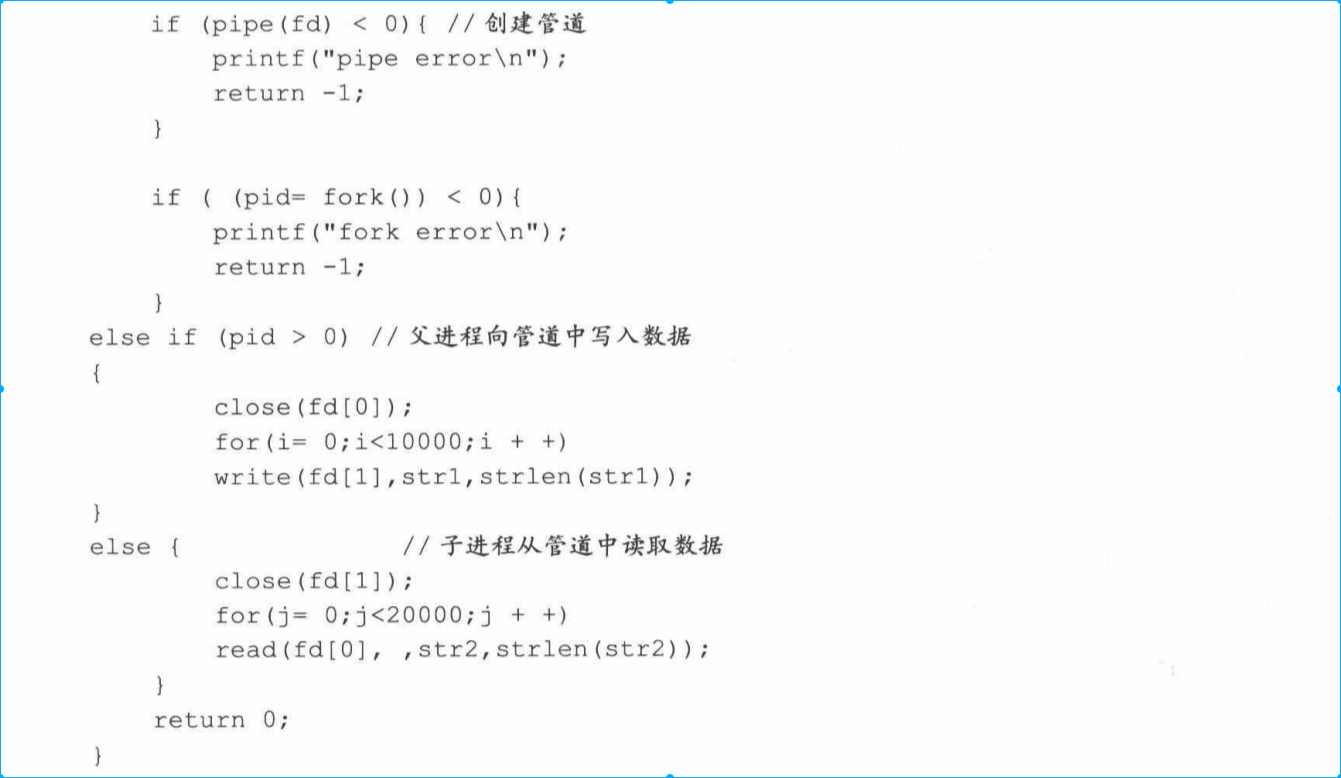 if (pipe(fd) < 0){ // 创建管道
printf("pipe error\n");
return -1;
}
if ( (pid= fork()) < 0){
printf("fork error\n");
return -1;
}
else if (pid > 0) // 父进程向管道中写入数据
{
close(fd[0]);
for(i= 0;i<10000;i + +)
write(fd[1],str1,strlen(str1));
}
else { // 子进程从管道中读取数据
close(fd[1]);
for(j= 0;j<20000;j + +)
read(fd[0], ,str2,strlen(str2));
}
return 0;
}